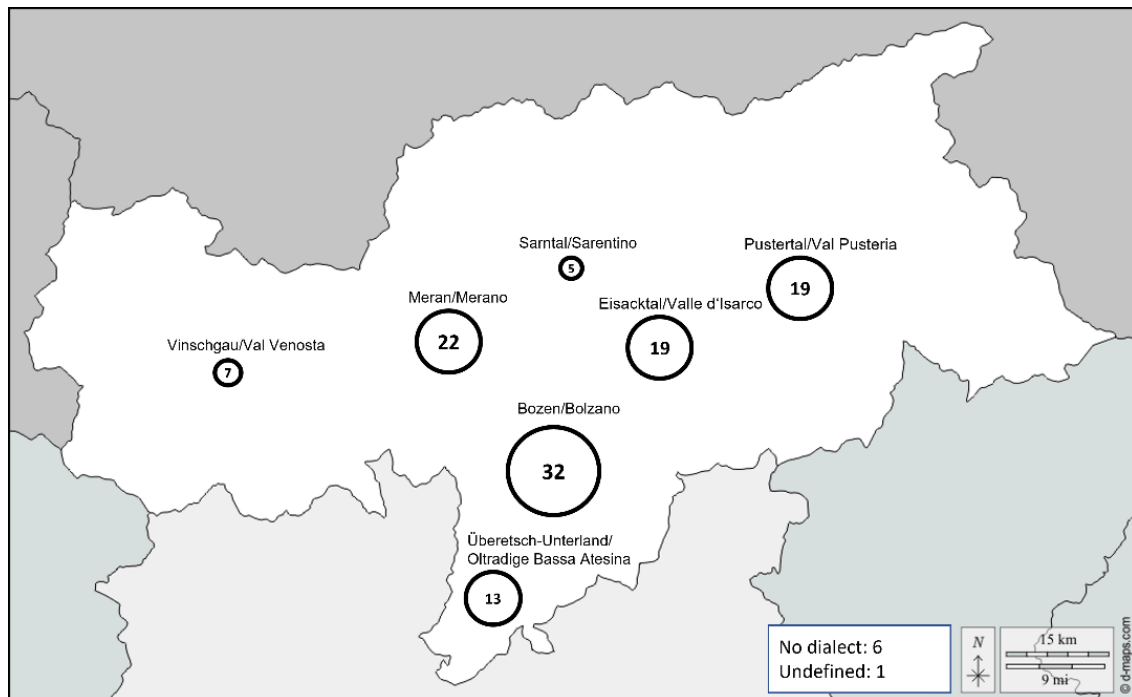 Sarntal/Sarentino
5
Pustertal/Val Pusteria
19
Meran/Merano
22
Eisacktal/Valle d‘Isarco
19
Vinschgau/Val Venosta
7
Bozen/Bolzano
32
Überetsch-Unterland/
Oltradige Bassa Atesina
13
No dialect: 6
Undefined: 1
N
15 km
9 mi
© d-maps.com